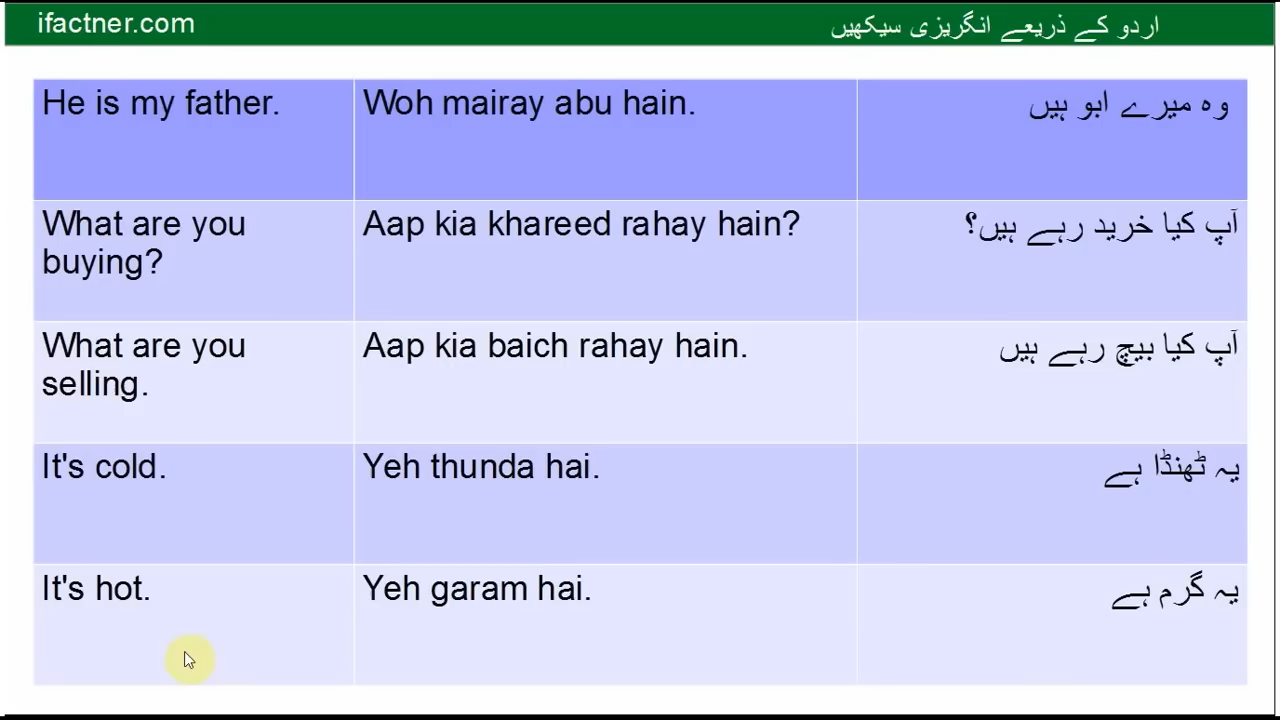 ifactner.com
اردو کے ذریعے انگریزی سیکھیں
He is my father.
Woh mairay abu hain.
وہ میرے ابو ہیں
What are you
buying?
Aap kia khareed rahay hain?
آپ کیا خرید رہے ہیں؟
What are you
selling.
Aap kia baich rahay hain.
آپ کیا بیچ رہے ہیں
It's cold.
Yeh thunda hai.
یہ ٹھنڈا ہے
It's hot.
Yeh garam hai.
یہ گرم ہے